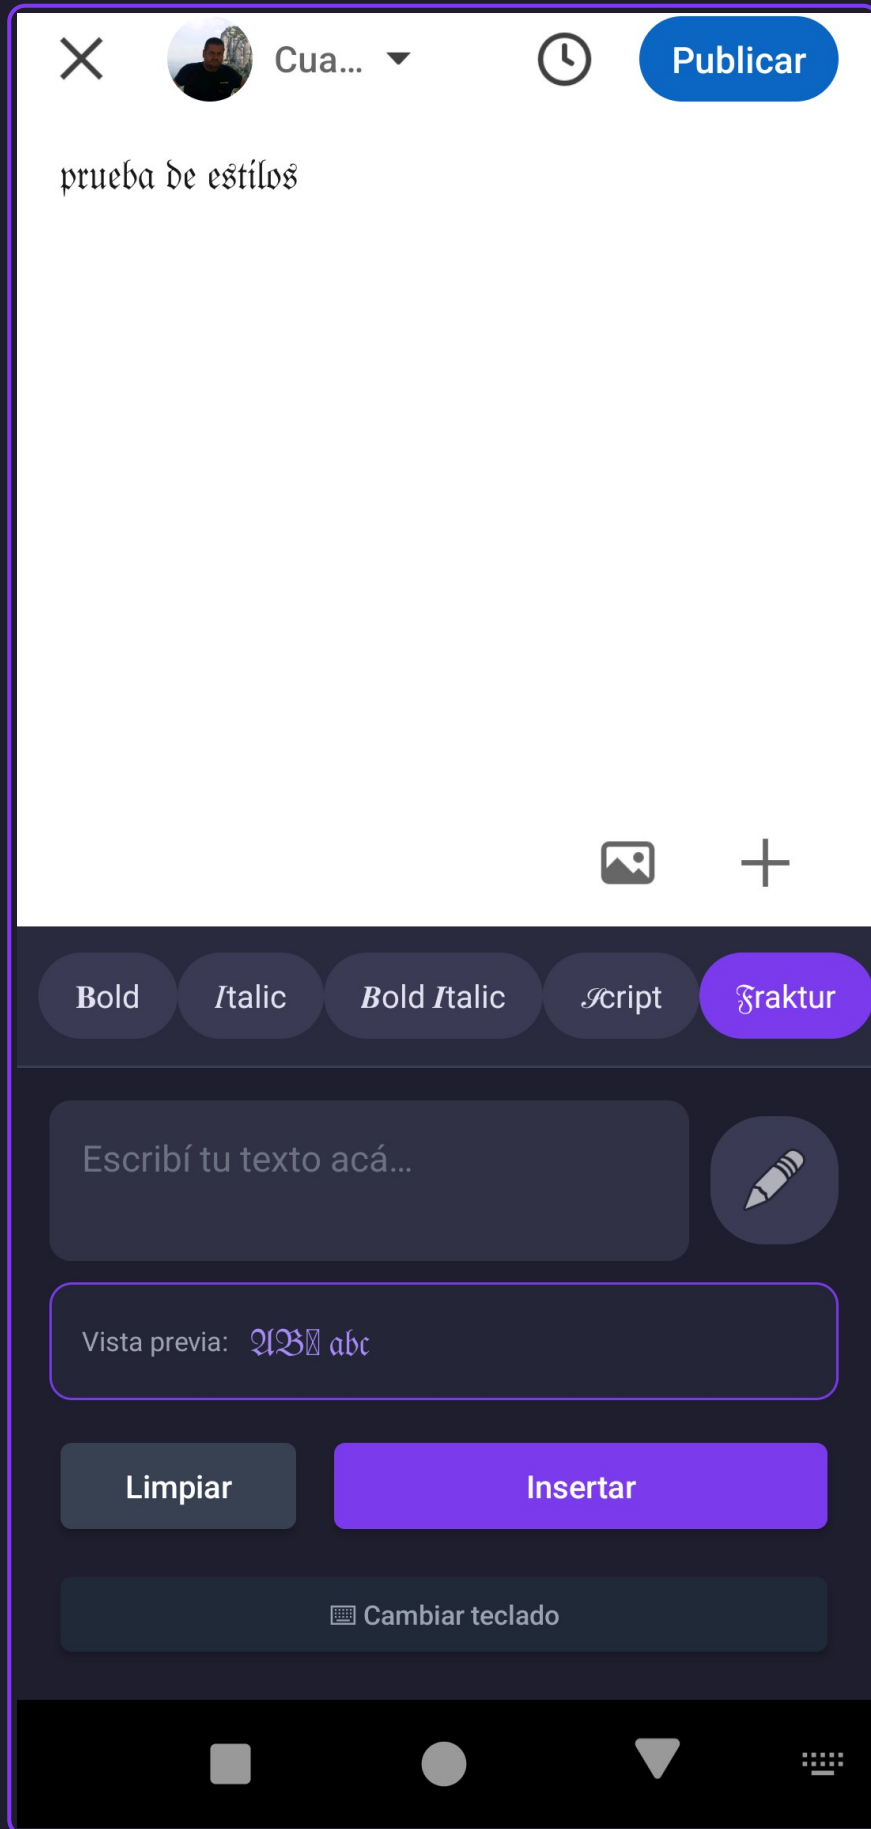 Cua...
Publicar
𝔭𝔯𝔲𝔢𝔟𝔞 𝔡𝔢 𝔢𝔰𝔱𝔦𝔩𝔬𝔰
𝐁old 𝐼talic 𝑩old 𝑰talic 𝒮cript 𝔉raktur
Escribí tu texto acá...
Vista previa: 𝔄𝔅 𝔞𝔟𝔠
Limpiar Insertar
Cambiar teclado